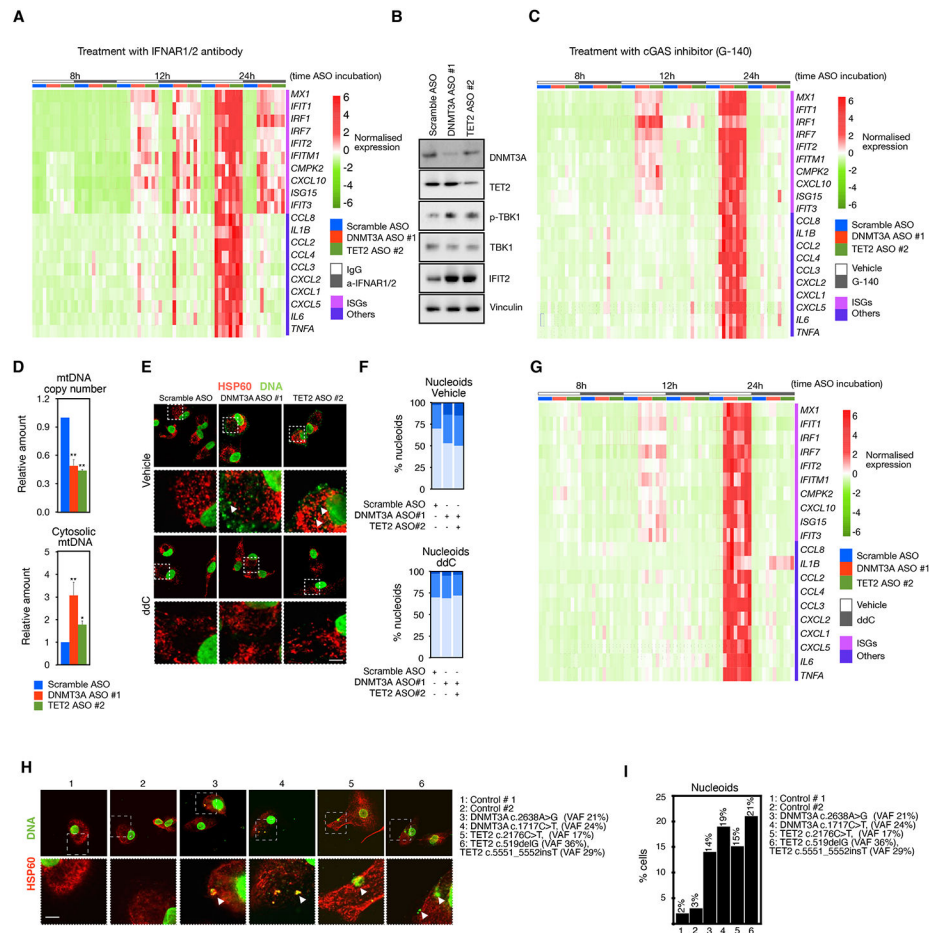 A
Treatment with IFNAR1/2 antibody
8h
12h
24h
(time ASO incubation)
MX1
IFIT1
IRF1
IRF7
IFIT2
IFITM1
CMPK2
CXCL10
ISG15
IFIT3
CCL8
IL1B
CCL2
CCL4
CCL3
CXCL2
CXCL1
CXCL5
IL6
TNFA
6
4
2
0
-2
-4
-6
Normalised
expression
Scramble ASO
DNMT3A ASO #1
TET2 ASO #2
IgG
a-IFNAR1/2
ISGs
Others
B
Scramble ASO
DNMT3A ASO #1
TET2 ASO #2
DNMT3A
TET2
p-TBK1
TBK1
IFIT2
Vinculin
C
Treatment with cGAS inhibitor (G-140)
8h
12h
24h
(time ASO incubation)
MX1
IFIT1
IRF1
IRF7
IFIT2
IFITM1
CMPK2
CXCL10
ISG15
IFIT3
CCL8
IL1B
CCL2
CCL4
CCL3
CXCL2
CXCL1
CXCL5
IL6
TNFA
6
4
2
0
-2
-4
-6
Normalised
expression
Scramble ASO
DNMT3A ASO #1
TET2 ASO #2
Vehicle
G-140
ISGs
Others
D
mtDNA
copy number
Relative amount
1.2
0.9
0.6
0.3
0.0
**
**
Cytosolic
mtDNA
Relative amount
5
4
3
2
1
0
**
*
Scramble ASO
DNMT3A ASO #1
TET2 ASO #2
E
HSP60 DNA
Scramble ASO
DNMT3A ASO #1
TET2 ASO #2
Vehicle
ddC
F
Nucleoids
Vehicle
% nucleoids
100
75
50
25
0
Scramble ASO + - -
DNMT3A ASO#1 - + +
TET2 ASO#2 - - +
Nucleoids
ddC
% nucleoids
100
75
50
25
0
Scramble ASO + - -
DNMT3A ASO#1 - + +
TET2 ASO#2 - - +
G
8h
12h
24h
(time ASO incubation)
MX1
IFIT1
IRF1
IRF7
IFIT2
IFITM1
CMPK2
CXCL10
ISG15
IFIT3
CCL8
IL1B
CCL2
CCL4
CCL3
CXCL2
CXCL1
CXCL5
IL6
TNFA
6
4
2
0
-2
-4
-6
Normalised
expression
Scramble ASO
DNMT3A ASO #1
TET2 ASO #2
Vehicle
ddC
ISGs
Others
H
1 2 3 4 5 6
DNA
HSP60
1: Control # 1
2: Control #2
3: DNMT3A c.2638A>G (VAF 21%)
4: DNMT3A c.1717C>T, (VAF 24%)
5: TET2 c.2176C>T, (VAF 17%)
6: TET2 c.519delG (VAF 36%),
TET2 c.5551_5552insT (VAF 29%)
I
Nucleoids
% cells
25
20
15
10
5
2%
3%
14%
19%
15%
21%
1 2 3 4 5 6
1: Control # 1
2: Control #2
3: DNMT3A c.2638A>G (VAF 21%)
4: DNMT3A c.1717C>T, (VAF 24%)
5: TET2 c.2176C>T, (VAF 17%)
6: TET2 c.519delG (VAF 36%),
TET2 c.5551_5552insT (VAF 29%)